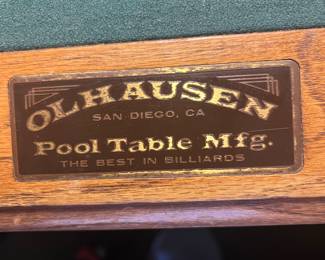 OLHAUSEN
SAN DIEGO, CA
Pool Table Mfg.
THE BEST IN BILLIARDS